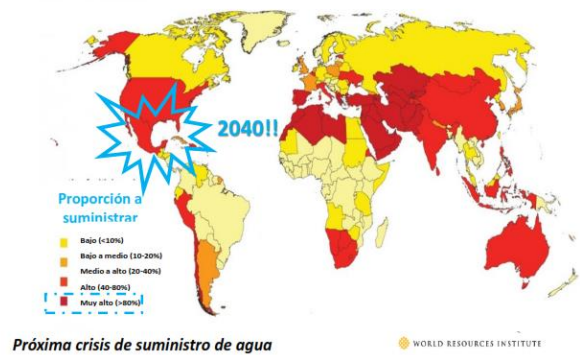 2040!!
Proporción a
suministrar
Bajo (<10%)
Bajo a medio (10-20%)
Medio a alto (20-40%)
Alto (40-80%)
Muy alto (>80%)
Próxima crisis de suministro de agua
WORLD RESOURCES INSTITUTE